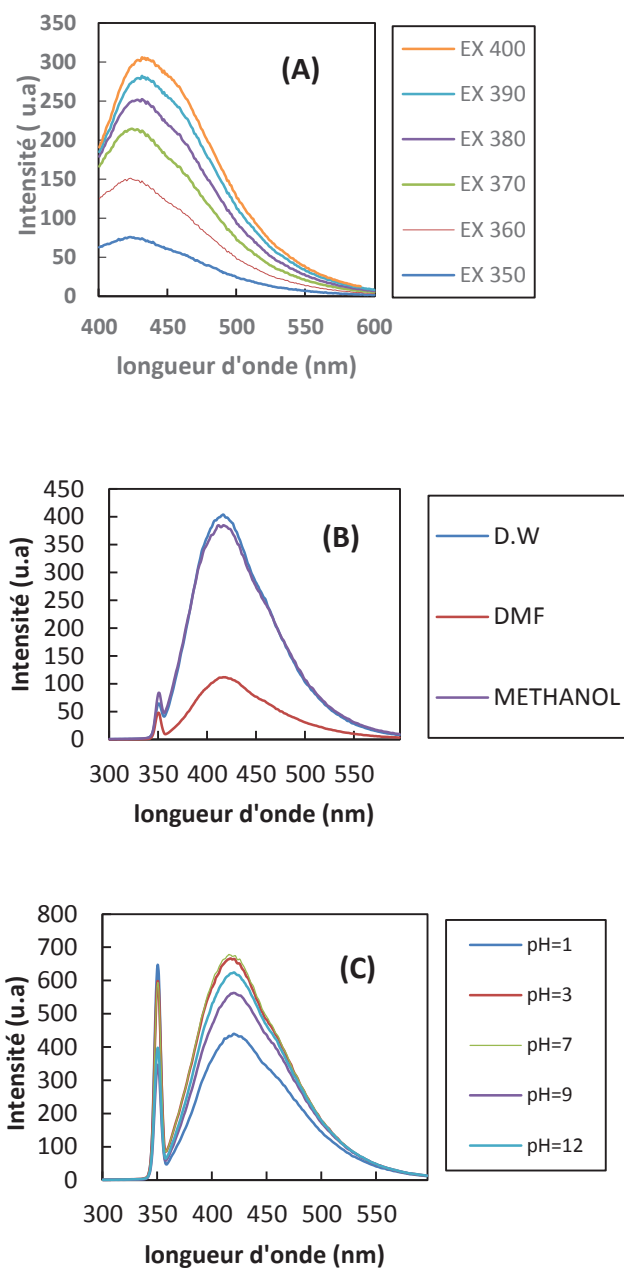 350
300
250
200
150
100
50
0
Intensité ( u.a)
(A)
400 450 500 550 600
longueur d'onde (nm)
EX 400
EX 390
EX 380
EX 370
EX 360
EX 350
450
400
350
300
250
200
150
100
50
0
Intensité (u.a)
(B)
300 350 400 450 500 550
longueur d'onde (nm)
D.W
DMF
METHANOL
800
700
600
500
400
300
200
100
0
Intensité (u.a)
(C)
300 350 400 450 500 550
longueur d'onde (nm)
pH=1
pH=3
pH=7
pH=9
pH=12